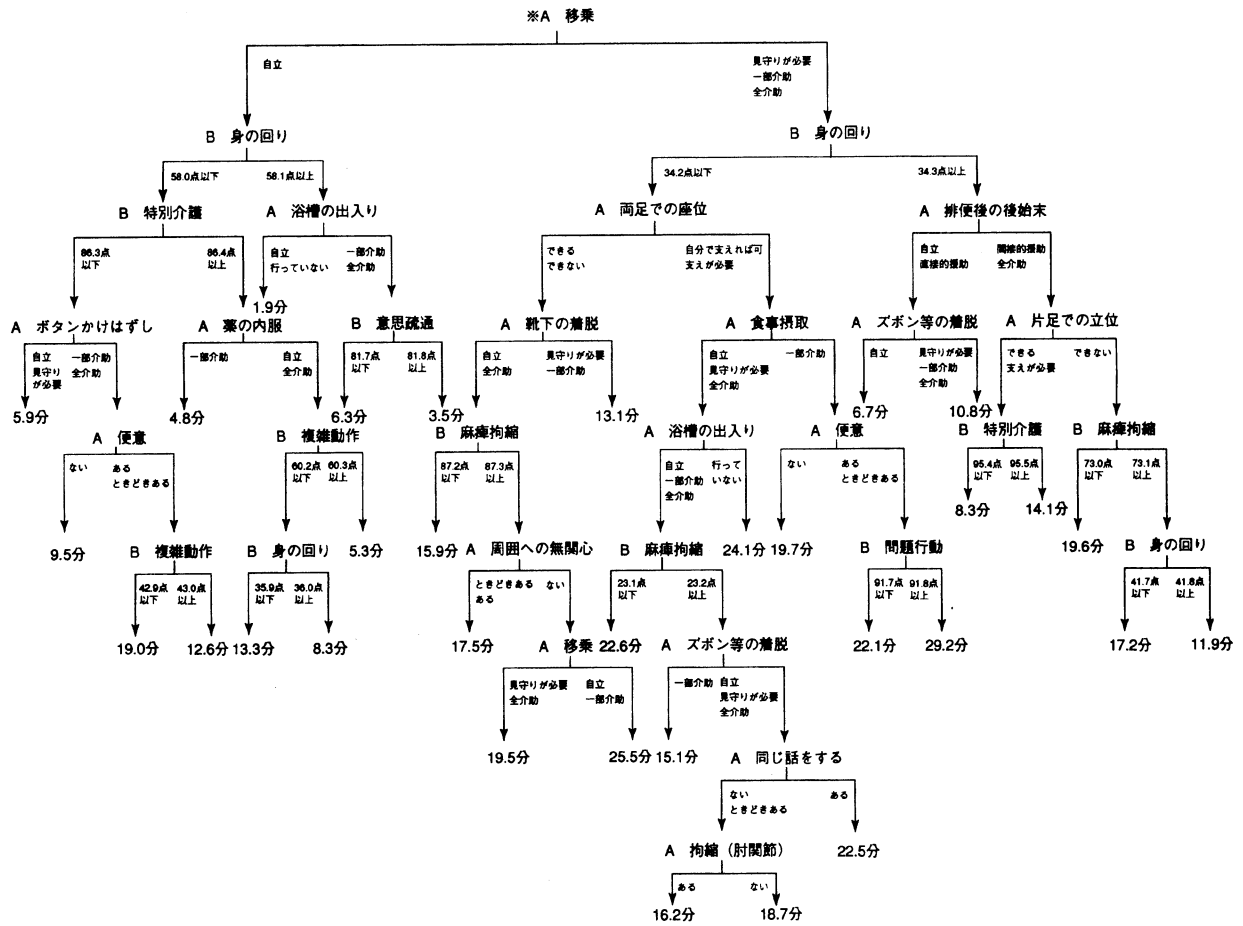 ※A 移乗
自立
見守りが必要
一部介助
全介助
B 身の回り
B 身の回り
58.0点以下
58.1点以上
34.2点以下
34.3点以上
B 特別介護
A 浴槽の出入り
A 両足での座位
A 排便後の後始末
86.3点
以下
86.4点
以上
自立
行っていない
一部介助
全介助
できる
できない
自分で支えれば可
支えが必要
自立
直接的援助
間接的援助
全介助
1.9分
A ボタンかけはずし
A 薬の内服
B 意思疏通
A 靴下の着脱
A 食事摂取
A ズボン等の着脱
A 片足での立位
自立
見守り
が必要
一部介助
全介助
一部介助
自立
全介助
81.7点
以下
81.8点
以上
自立
全介助
見守りが必要
一部介助
自立
見守りが必要
全介助
一部介助
自立
見守りが必要
一部介助
全介助
できる
支えが必要
できない
5.9分
4.8分
6.3分
3.5分
13.1分
6.7分
10.8分
A 便意
B 複雑動作
B 麻痺拘縮
A 浴槽の出入り
A 便意
B 特別介護
B 麻痺拘縮
ない
ある
ときどきある
60.2点
以下
60.3点
以上
87.2点
以下
87.3点
以上
自立
一部介助
全介助
行って
いない
ない
ある
ときどきある
95.4点
以下
95.5点
以上
73.0点
以下
73.1点
以上
8.3分
14.1分
9.5分
B 複雑動作
B 身の回り
5.3分
15.9分
A 周囲への無関心
B 麻痺拘縮
24.1分
19.7分
B 問題行動
19.6分
B 身の回り
42.9点
以下
43.0点
以上
35.9点
以下
36.0点
以上
ときどきある
ある
ない
23.1点
以下
23.2点
以上
91.7点
以下
91.8点
以上
41.7点
以下
41.8点
以上
19.0分
12.6分
13.3分
8.3分
17.5分
A 移乗
22.6分
A ズボン等の着脱
22.1分
29.2分
17.2分
11.9分
見守りが必要
全介助
自立
一部介助
一部介助
自立
見守りが必要
全介助
19.5分
25.5分
15.1分
A 同じ話をする
ない
ときどきある
ある
A 拘縮(肘関節)
22.5分
ある
ない
16.2分
18.7分